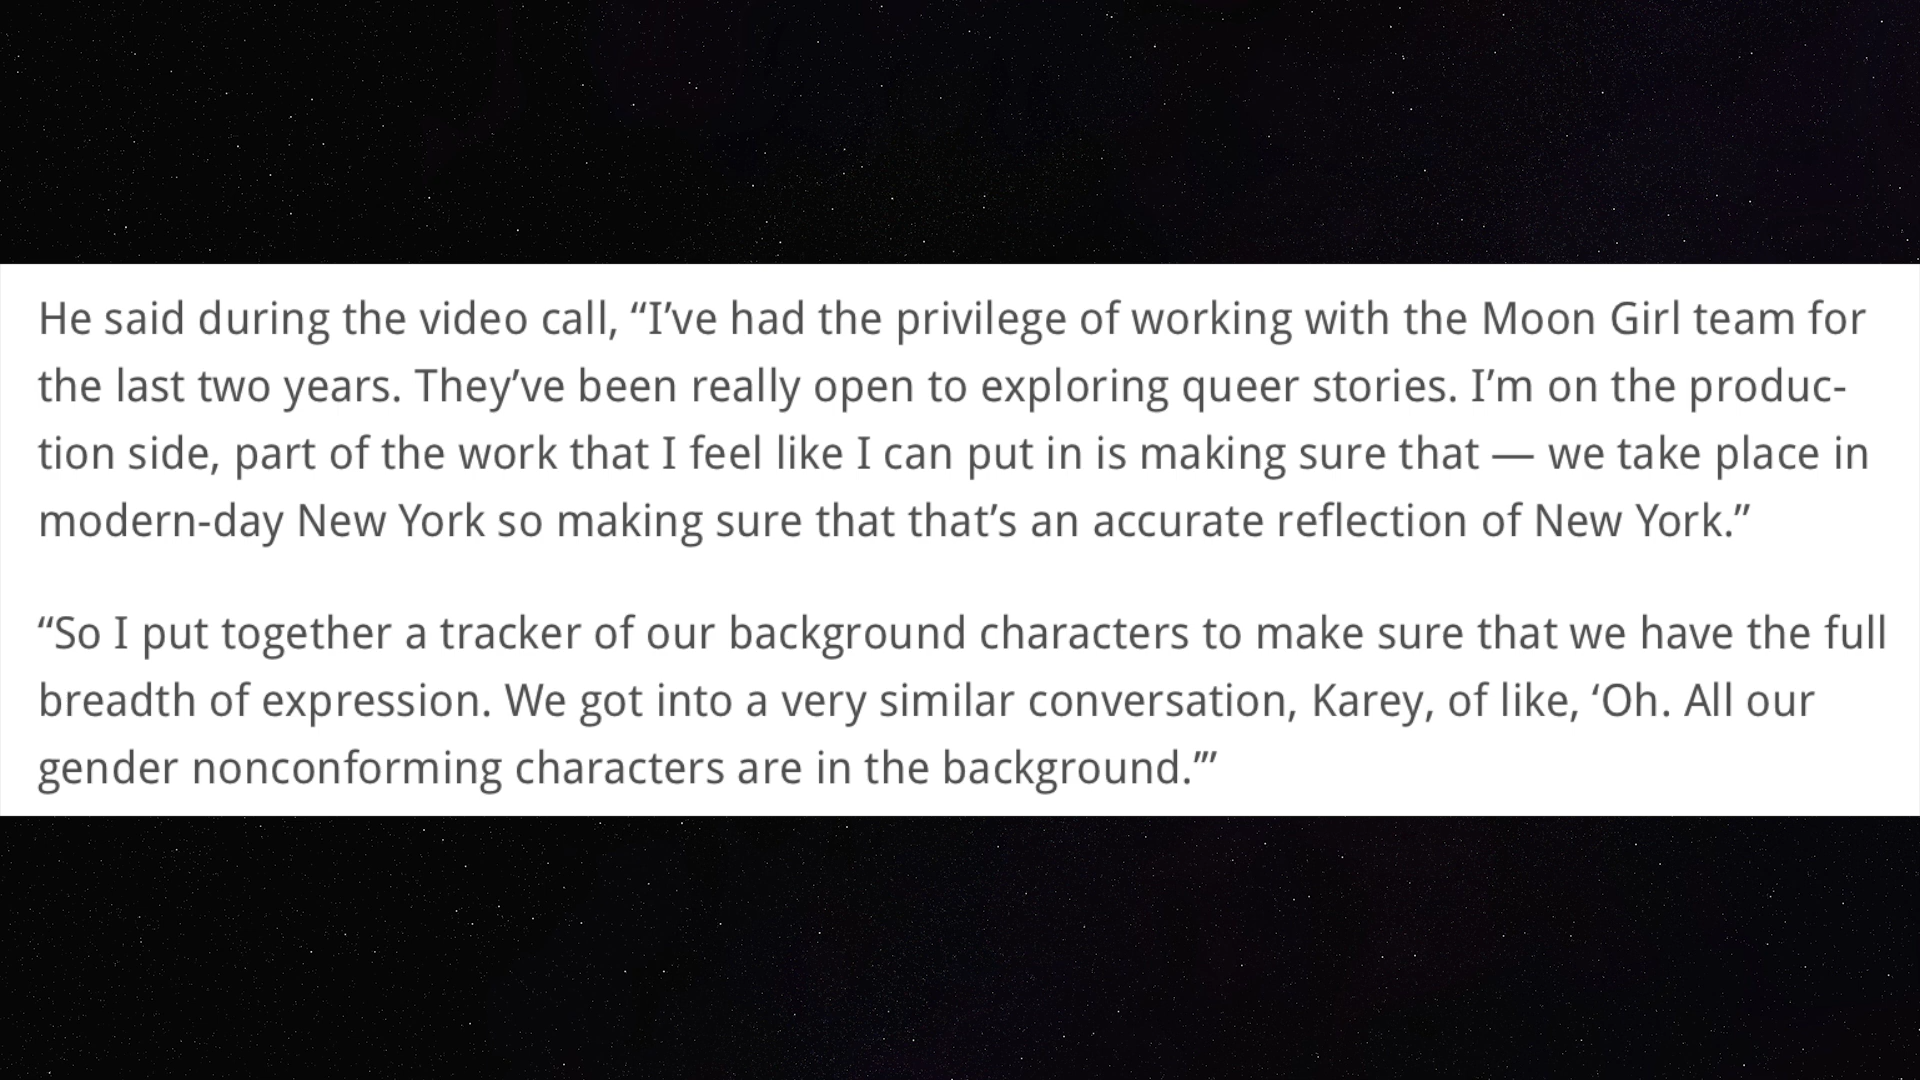 He said during the video call, “I’ve had the privilege of working with the Moon Girl team for
the last two years. They’ve been really open to exploring queer stories. I’m on the produc-
tion side, part of the work that I feel like I can put in is making sure that — we take place in
modern-day New York so making sure that that’s an accurate reflection of New York.”
“So I put together a tracker of our background characters to make sure that we have the full
breadth of expression. We got into a very similar conversation, Karey, of like, ‘Oh. All our
gender nonconforming characters are in the background.’”